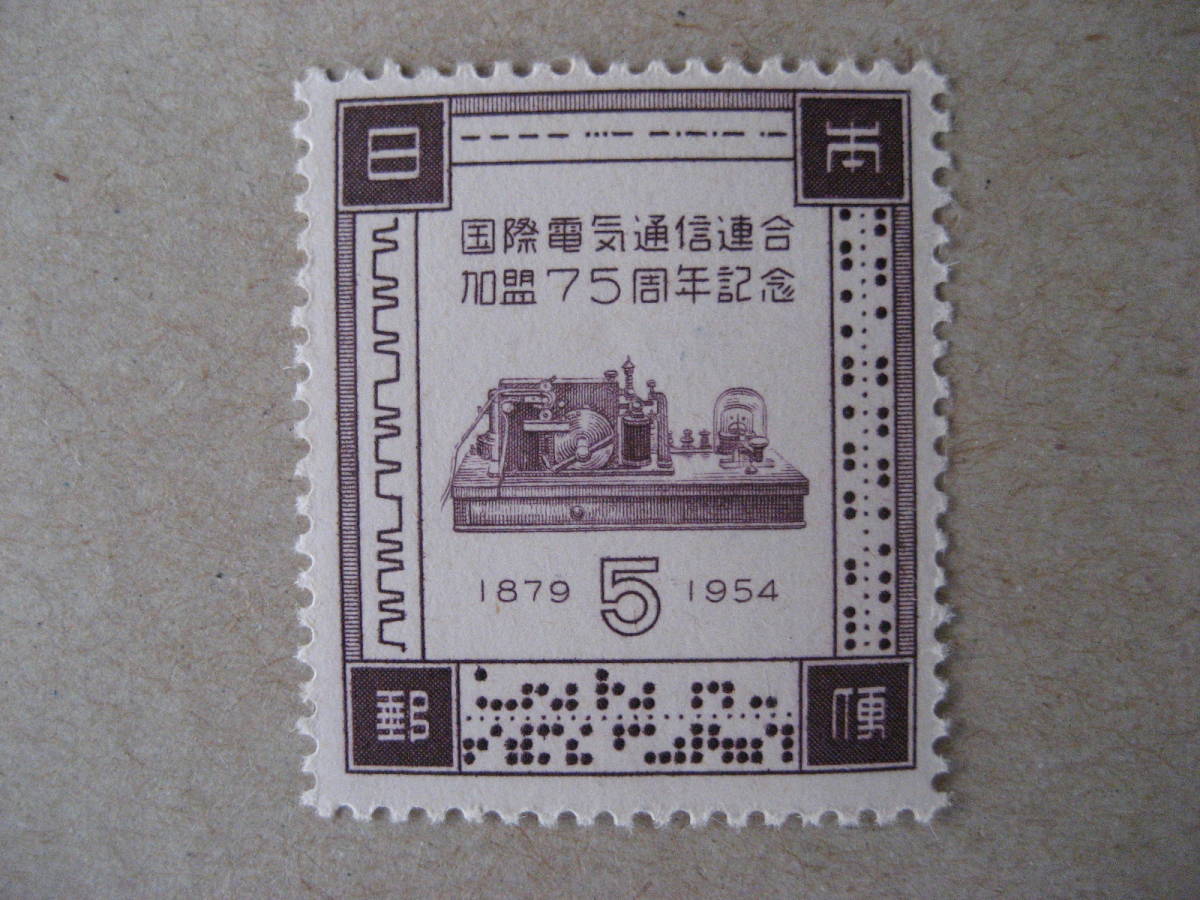 日本
国際電気通信連合
加盟75周年記念
1879 5 1954
郵便